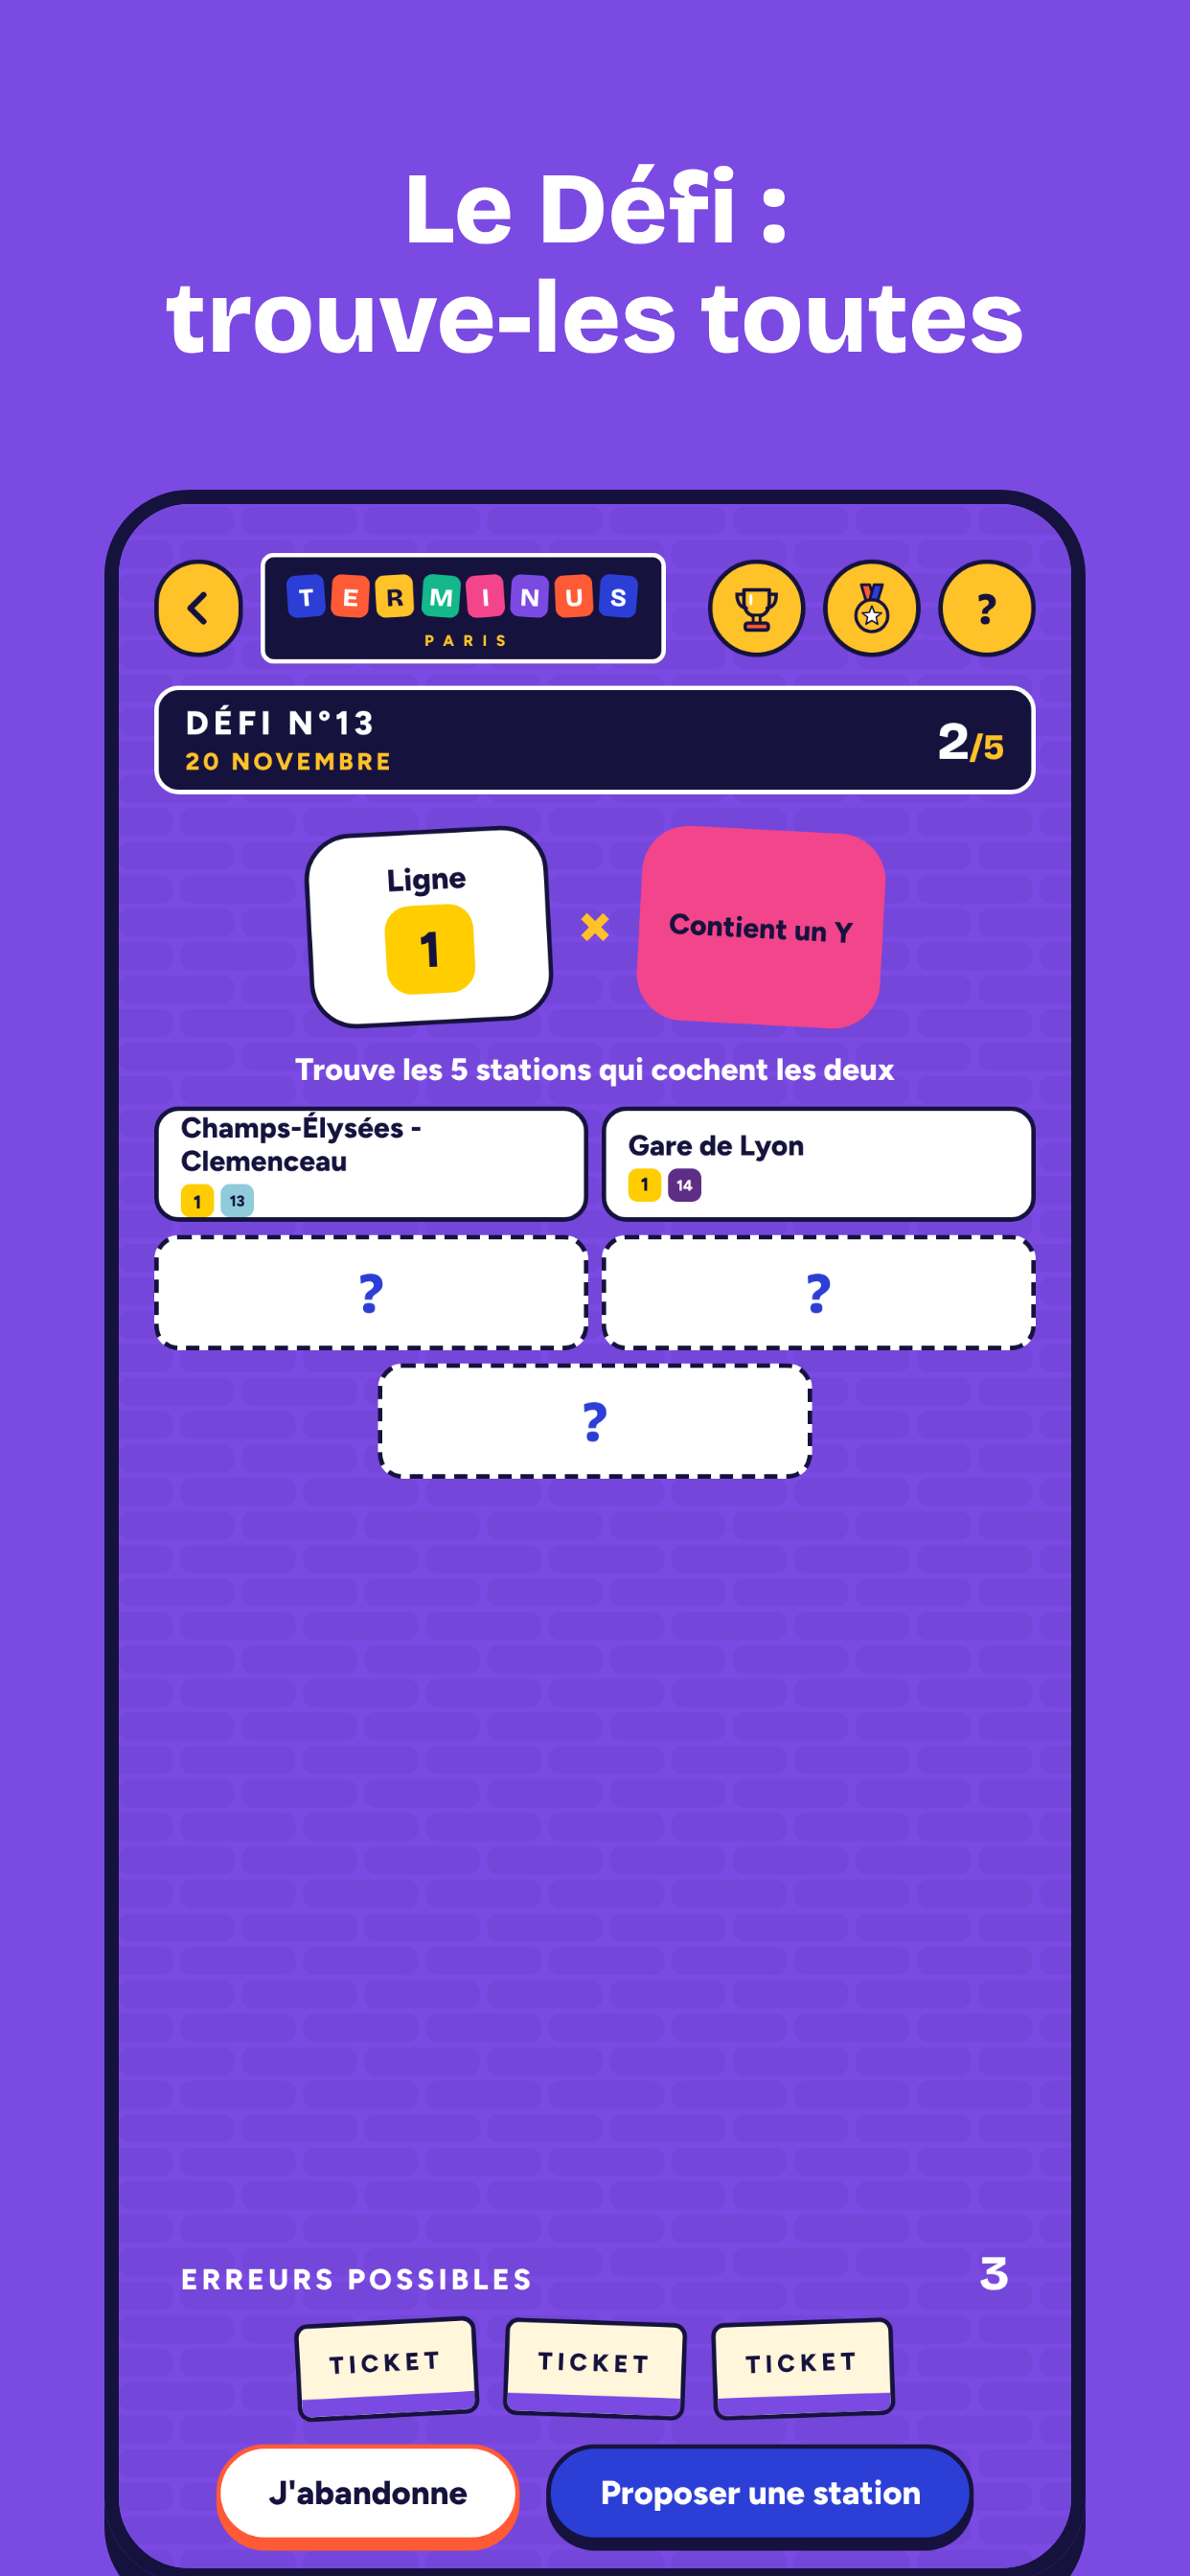 Le Défi :
trouve-les toutes
TERMINUS
PARIS
?
DÉFI N°13
20 NOVEMBRE
2/5
Ligne
1
×
Contient un Y
Trouve les 5 stations qui cochent les deux
Champs-Élysées -
Clemenceau
1 13
Gare de Lyon
1 14
?
?
?
ERREURS POSSIBLES
3
TICKET
TICKET
TICKET
J'abandonne
Proposer une station